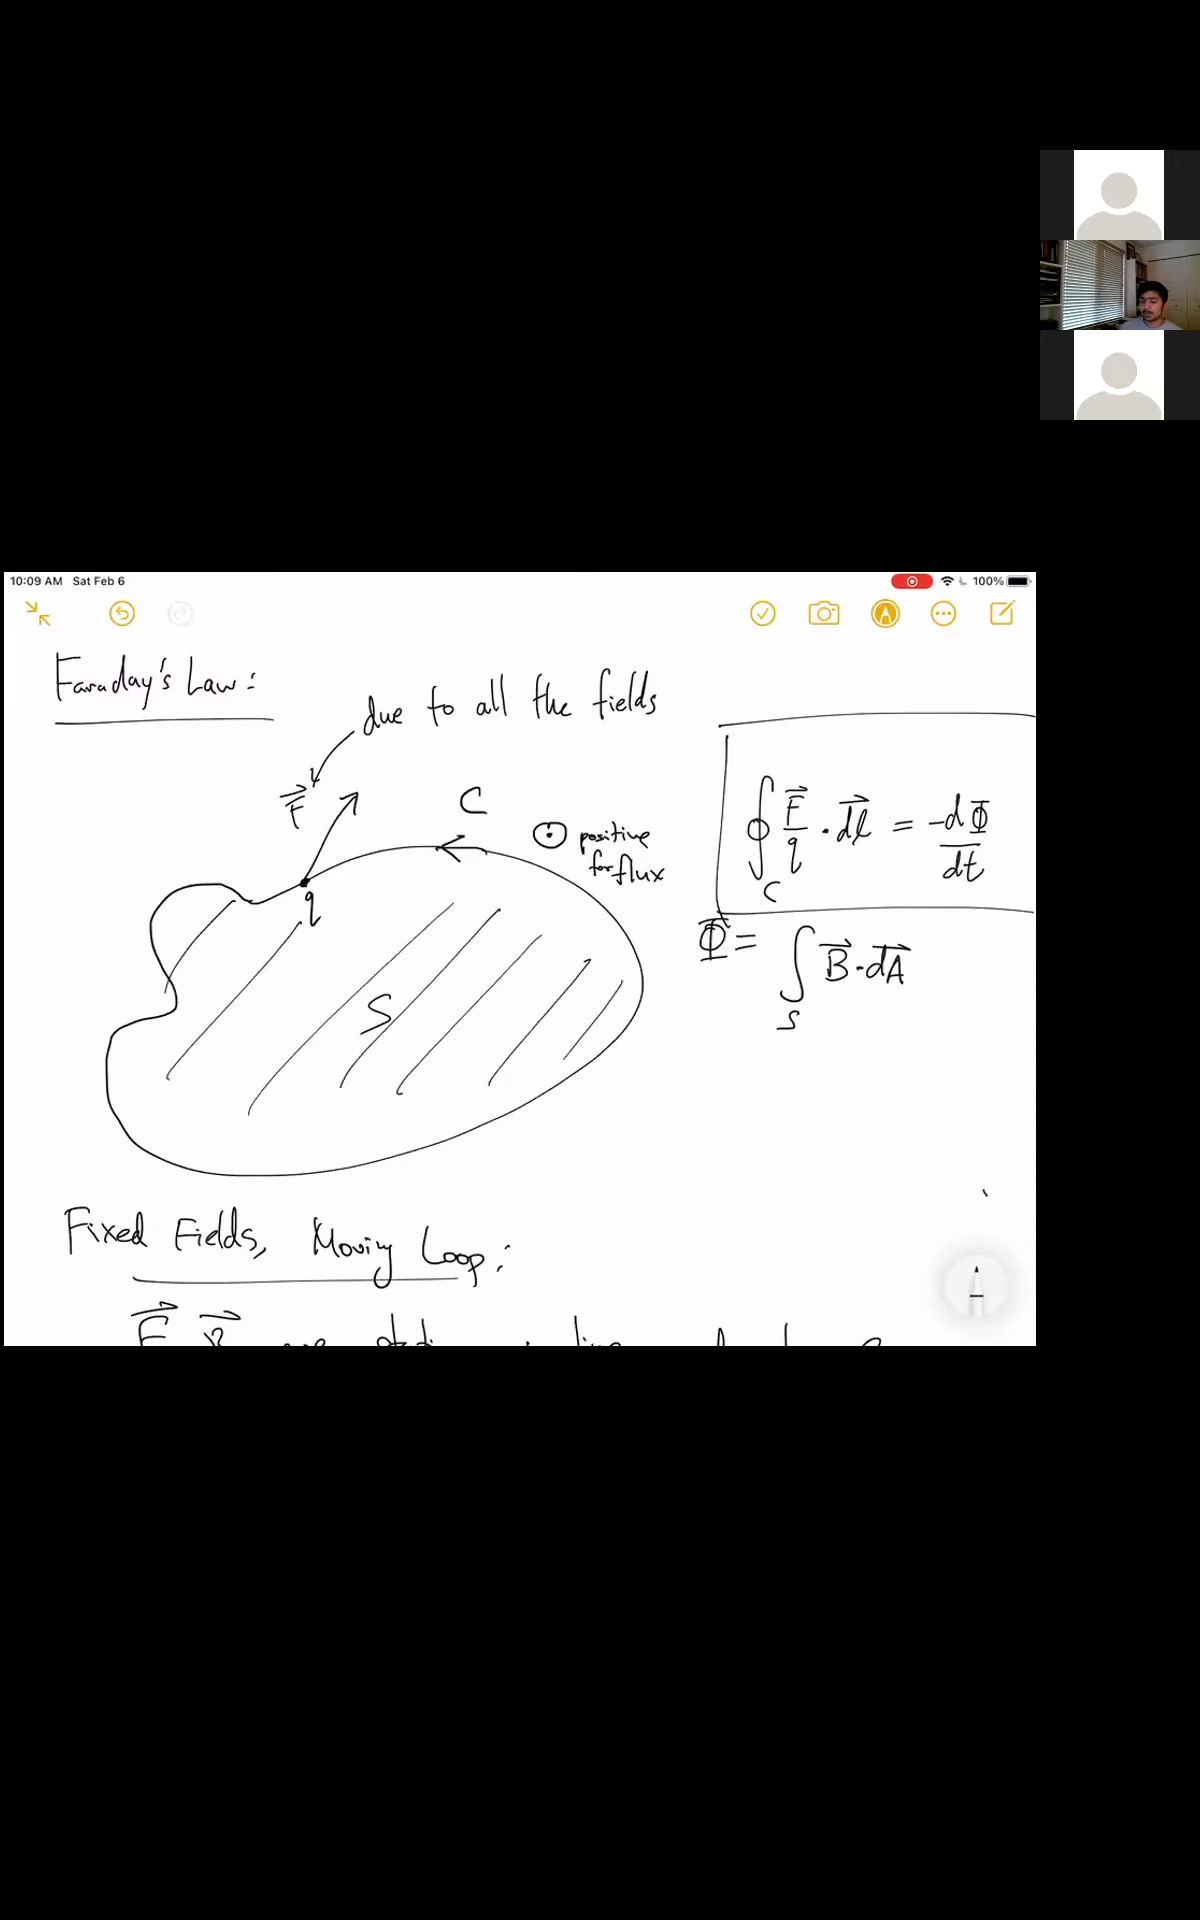 10:09 AM Sat Feb 6
100%
Faraday's Law:
due to all the fields
F
C
positive
for flux
q
S
∮_C F⃗/q · dl⃗ = -dΦ/dt
Φ = ∫_S B⃗ · dA⃗
Fixed Fields, Moving Loop: